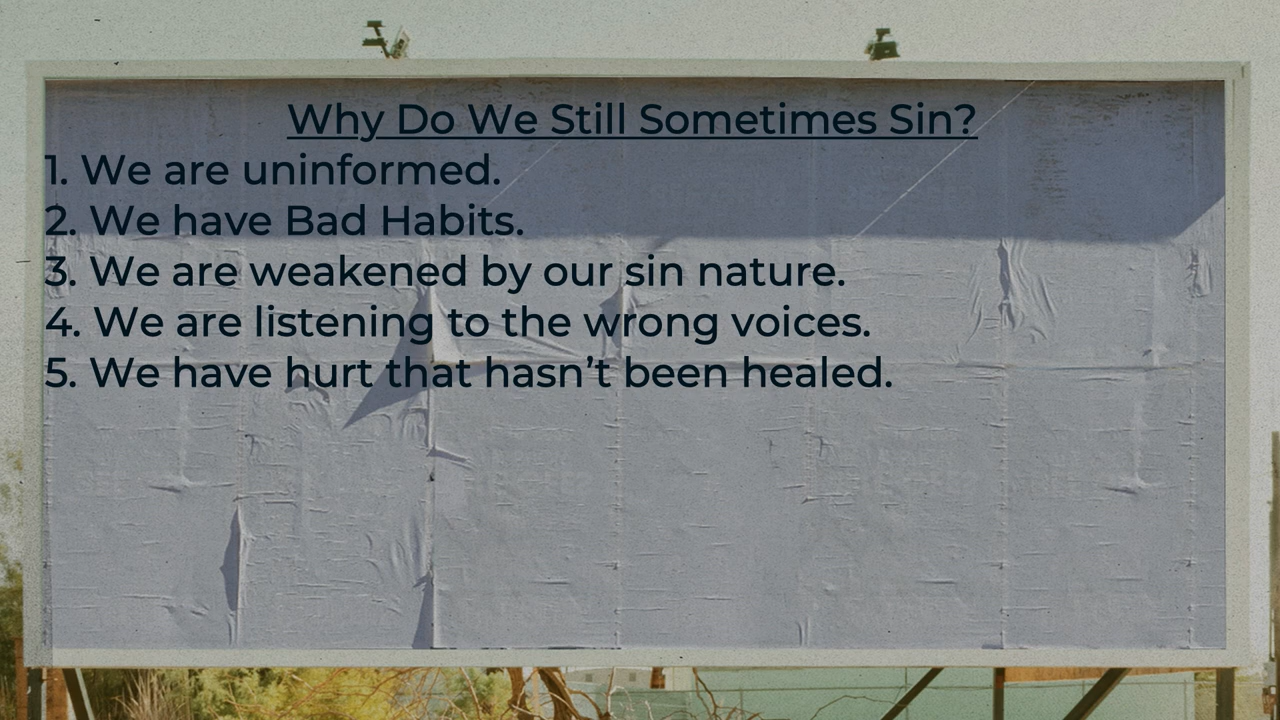 Why Do We Still Sometimes Sin?
1. We are uninformed.
2. We have Bad Habits.
3. We are weakened by our sin nature.
4. We are listening to the wrong voices.
5. We have hurt that hasn’t been healed.